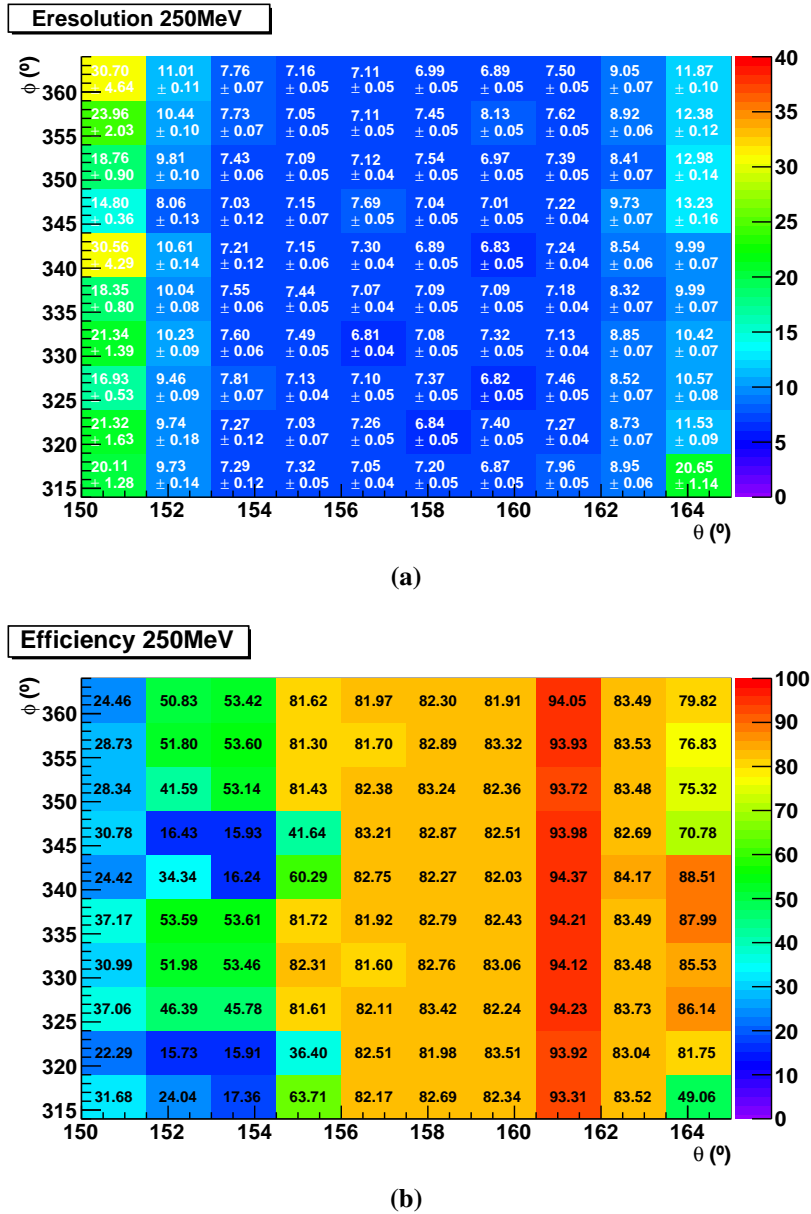 Eresolution 250MeV
ϕ (º)
30.70 11.01 7.76 7.16 7.11 6.99 6.89 7.50 9.05 11.87
± 4.64 ± 0.11 ± 0.07 ± 0.05 ± 0.05 ± 0.05 ± 0.05 ± 0.05 ± 0.07 ± 0.10
360
23.96 10.44 7.73 7.05 7.11 7.45 8.13 7.62 8.92 12.38
± 2.03 ± 0.10 ± 0.07 ± 0.05 ± 0.05 ± 0.05 ± 0.05 ± 0.05 ± 0.06 ± 0.12
355
18.76 9.81 7.43 7.09 7.12 7.54 6.97 7.39 8.41 12.98
± 0.90 ± 0.10 ± 0.06 ± 0.05 ± 0.04 ± 0.05 ± 0.05 ± 0.05 ± 0.07 ± 0.14
350
14.80 8.06 7.03 7.15 7.69 7.04 7.01 7.22 9.73 13.23
± 0.36 ± 0.13 ± 0.12 ± 0.07 ± 0.05 ± 0.05 ± 0.05 ± 0.04 ± 0.07 ± 0.16
345
30.56 10.61 7.21 7.15 7.30 6.89 6.83 7.24 8.54 9.99
± 4.29 ± 0.14 ± 0.12 ± 0.06 ± 0.04 ± 0.05 ± 0.05 ± 0.04 ± 0.06 ± 0.07
340
18.35 10.04 7.55 7.44 7.07 7.09 7.09 7.18 8.32 9.99
± 0.80 ± 0.08 ± 0.06 ± 0.05 ± 0.04 ± 0.05 ± 0.05 ± 0.04 ± 0.07 ± 0.07
335
21.34 10.23 7.60 7.49 6.81 7.08 7.32 7.13 8.85 10.42
± 1.39 ± 0.09 ± 0.06 ± 0.05 ± 0.04 ± 0.05 ± 0.05 ± 0.04 ± 0.07 ± 0.07
330
16.93 9.46 7.81 7.13 7.10 7.37 6.82 7.46 8.52 10.57
± 0.53 ± 0.09 ± 0.07 ± 0.04 ± 0.04 ± 0.05 ± 0.05 ± 0.05 ± 0.07 ± 0.08
325
21.32 9.74 7.27 7.03 7.26 6.84 7.40 7.27 8.73 11.53
± 1.63 ± 0.18 ± 0.12 ± 0.07 ± 0.05 ± 0.05 ± 0.05 ± 0.04 ± 0.07 ± 0.09
320
20.11 9.73 7.29 7.32 7.05 7.20 6.87 7.96 8.95 20.65
± 1.28 ± 0.14 ± 0.12 ± 0.05 ± 0.04 ± 0.05 ± 0.05 ± 0.05 ± 0.06 ± 1.14
315
150 152 154 156 158 160 162 164
θ (º)
40
35
30
25
20
15
10
5
0
(a)
Efficiency 250MeV
ϕ (º)
24.46 50.83 53.42 81.62 81.97 82.30 81.91 94.05 83.49 79.82
360
28.73 51.80 53.60 81.30 81.70 82.89 83.32 93.93 83.53 76.83
355
28.34 41.59 53.14 81.43 82.38 83.24 82.36 93.72 83.48 75.32
350
30.78 16.43 15.93 41.64 83.21 82.87 82.51 93.98 82.69 70.78
345
24.42 34.34 16.24 60.29 82.75 82.27 82.03 94.37 84.17 88.51
340
37.17 53.59 53.61 81.72 81.92 82.79 82.43 94.21 83.49 87.99
335
30.99 51.98 53.46 82.31 81.60 82.76 83.06 94.12 83.48 85.53
330
37.06 46.39 45.78 81.61 82.11 83.42 82.24 94.23 83.73 86.14
325
22.29 15.73 15.91 36.40 82.51 81.98 83.51 93.92 83.04 81.75
320
31.68 24.04 17.36 63.71 82.17 82.69 82.34 93.31 83.52 49.06
315
150 152 154 156 158 160 162 164
θ (º)
100
90
80
70
60
50
40
30
20
10
0
(b)